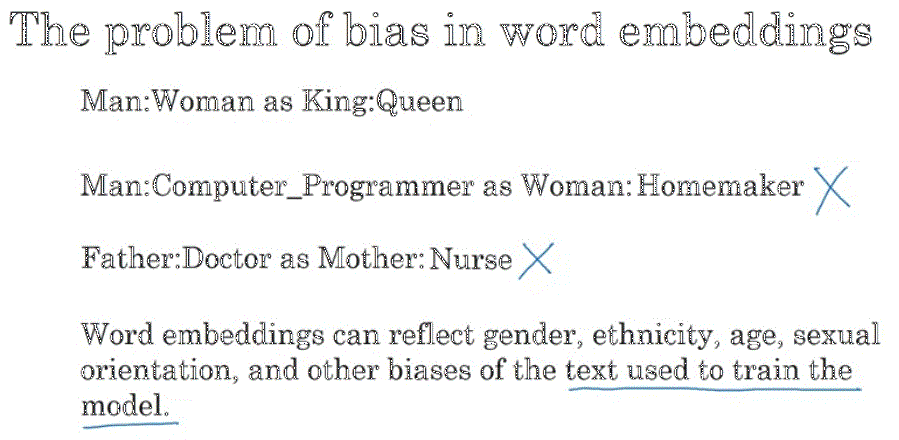 The problem of bias in word embeddings
Man:Woman as King:Queen
Man:Computer_Programmer as Woman:Homemaker
Father:Doctor as Mother:Nurse
Word embeddings can reflect gender, ethnicity, age, sexual
orientation, and other biases of the text used to train the
model.